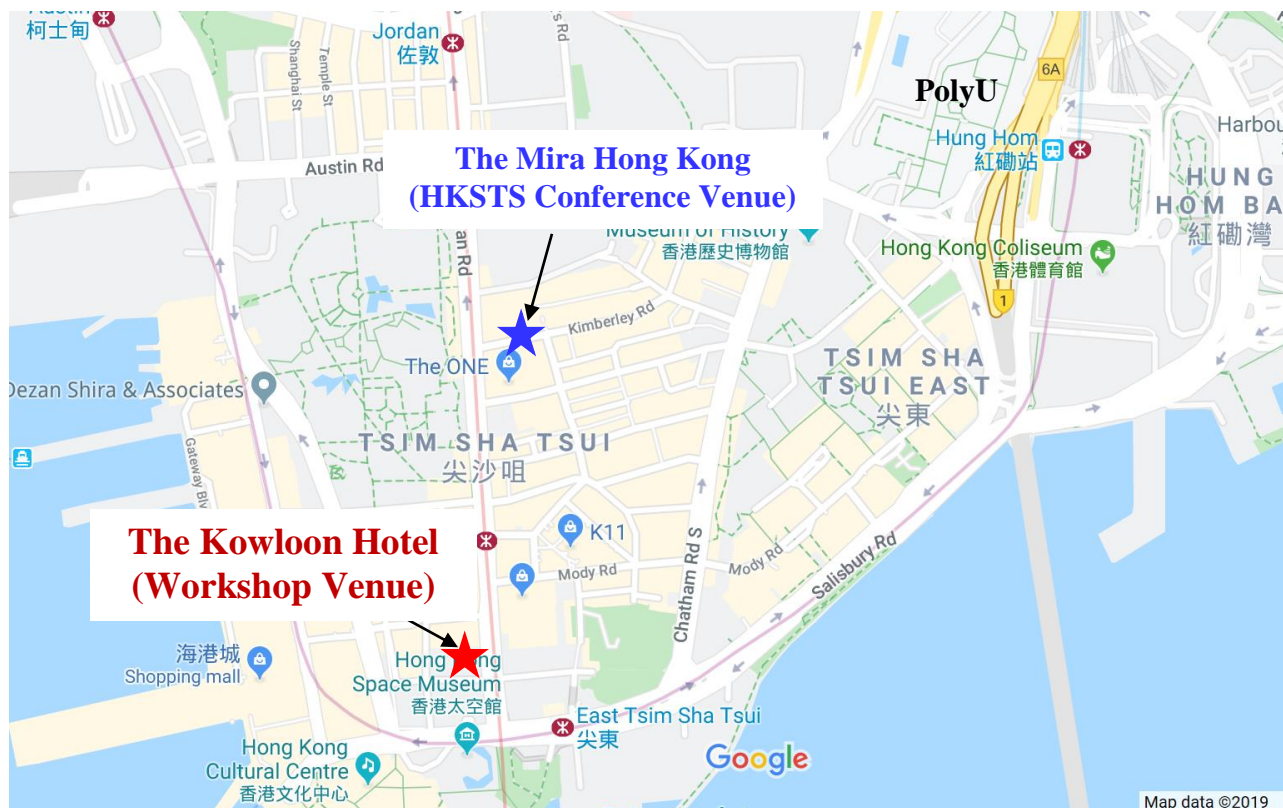 Austin
柯士甸
Jordan
佐敦
Shanghai St
Temple St
s Rd
6A
PolyU
Hung Hom
紅磡站
Harbou
HUNG
HOM BA
紅磡灣
Austin Rd
The Mira Hong Kong
(HKSTS Conference Venue)
an Rd
Museum of History
香港歷史博物館
Hong Kong Coliseum
香港體育館
1
Kimberley Rd
The ONE
TSIM SHA
TSUI EAST
尖東
Dezan Shira & Associates
TSIM SHA TSUI
尖沙咀
Gateway Blv
The Kowloon Hotel
(Workshop Venue)
K11
Mody Rd
Mody Rd
Chatham Rd S
Salisbury Rd
海港城
Shopping mall
Hong Kong
Space Museum
香港太空館
East Tsim Sha Tsui
尖東
Hong Kong
Cultural Centre
香港文化中心
Google
Map data ©2019